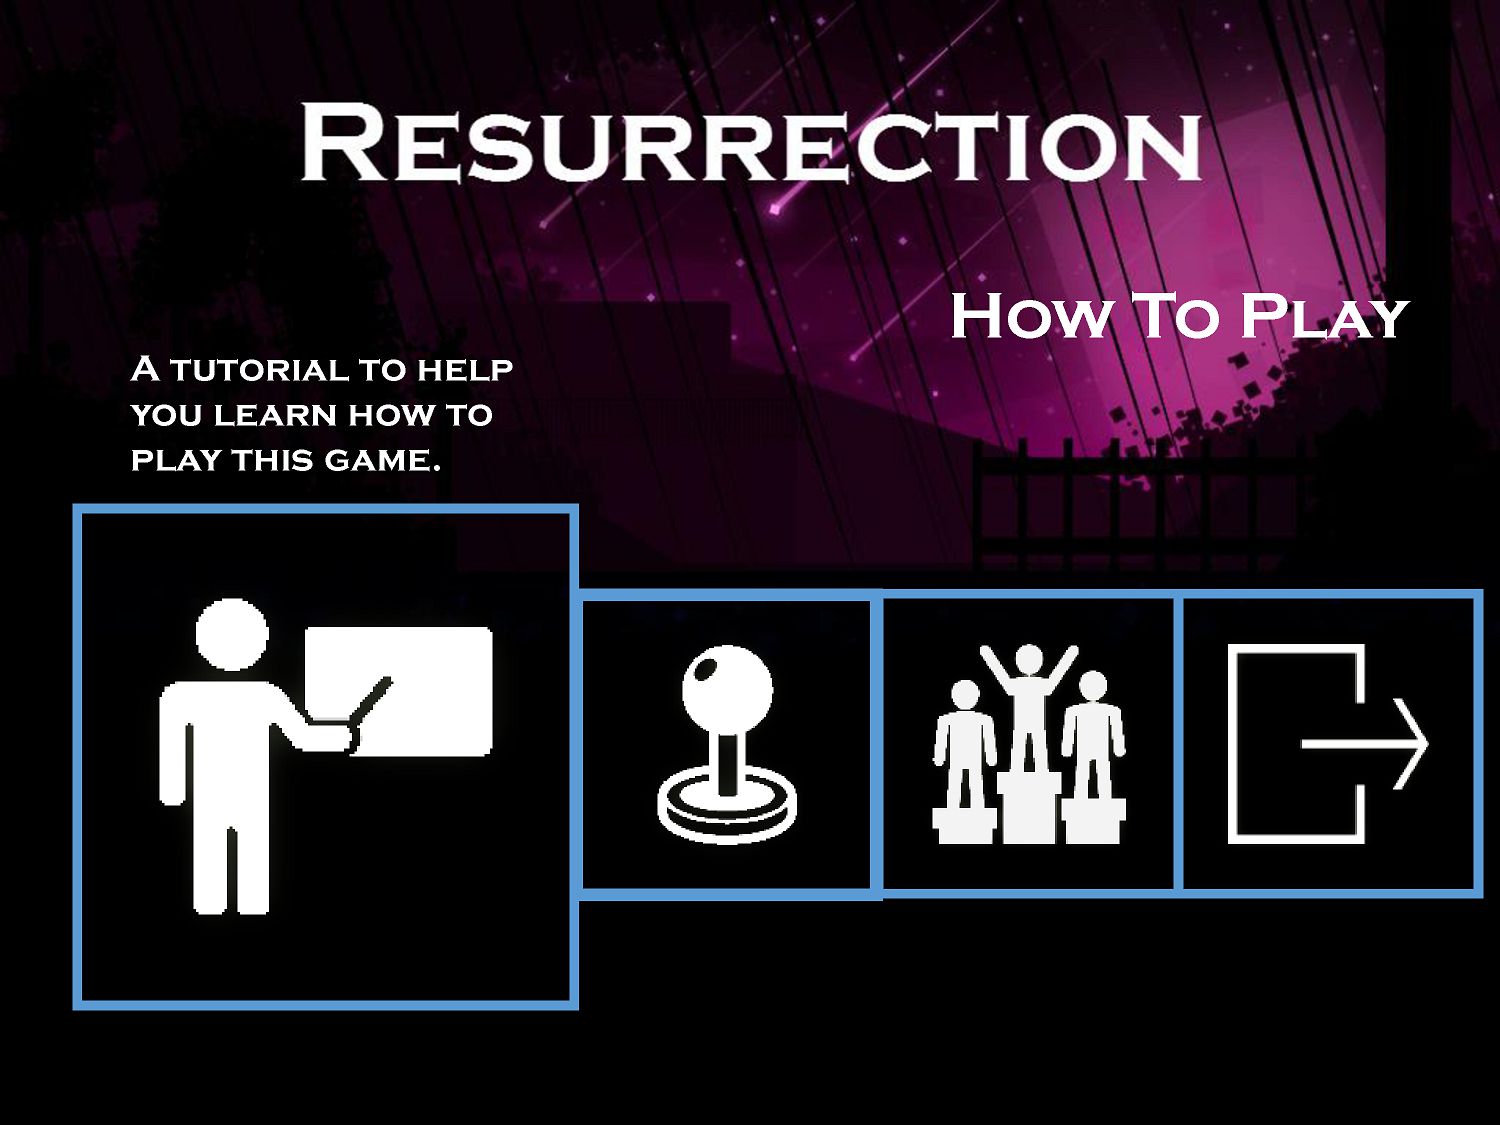 Resurrection
How To Play
A tutorial to help
you learn how to
play this game.